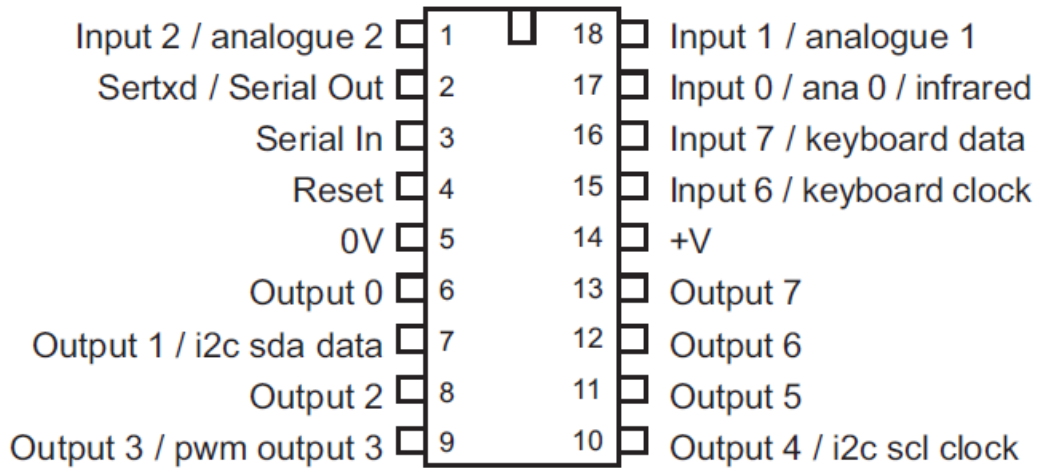 Input 2 / analogue 2 1 18 Input 1 / analogue 1
Sertxd / Serial Out 2 17 Input 0 / ana 0 / infrared
Serial In 3 16 Input 7 / keyboard data
Reset 4 15 Input 6 / keyboard clock
0V 5 14 +V
Output 0 6 13 Output 7
Output 1 / i2c sda data 7 12 Output 6
Output 2 8 11 Output 5
Output 3 / pwm output 3 9 10 Output 4 / i2c scl clock